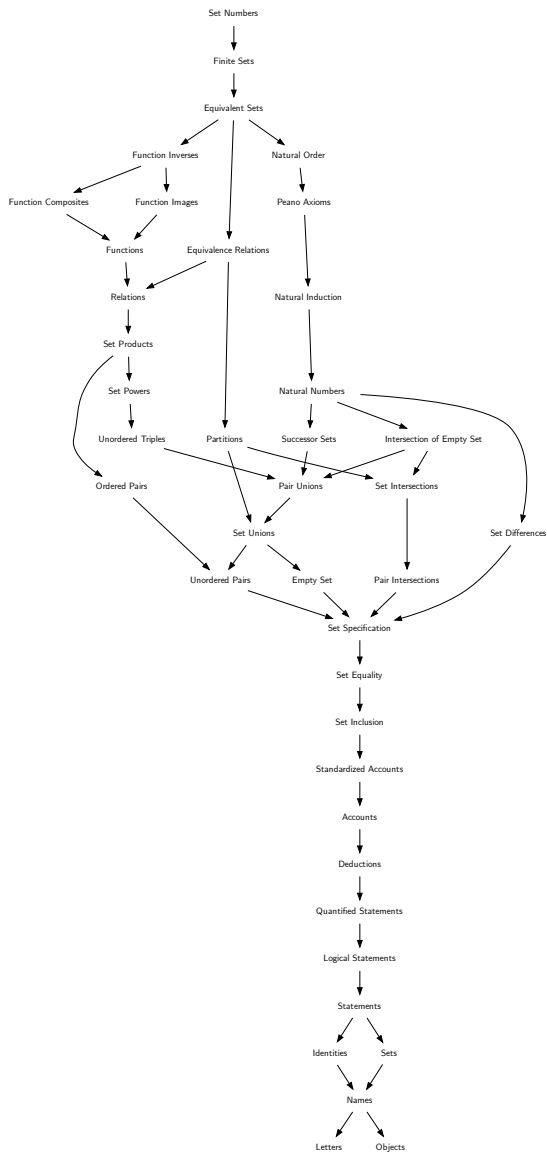 Set Numbers
Finite Sets
Equivalent Sets
Function Inverses
Natural Order
Function Composites
Function Images
Peano Axioms
Functions
Equivalence Relations
Relations
Natural Induction
Set Products
Set Powers
Natural Numbers
Unordered Triples
Partitions
Successor Sets
Intersection of Empty Set
Ordered Pairs
Pair Unions
Set Intersections
Set Unions
Set Differences
Unordered Pairs
Empty Set
Pair Intersections
Set Specification
Set Equality
Set Inclusion
Standardized Accounts
Accounts
Deductions
Quantified Statements
Logical Statements
Statements
Identities
Sets
Names
Letters
Objects